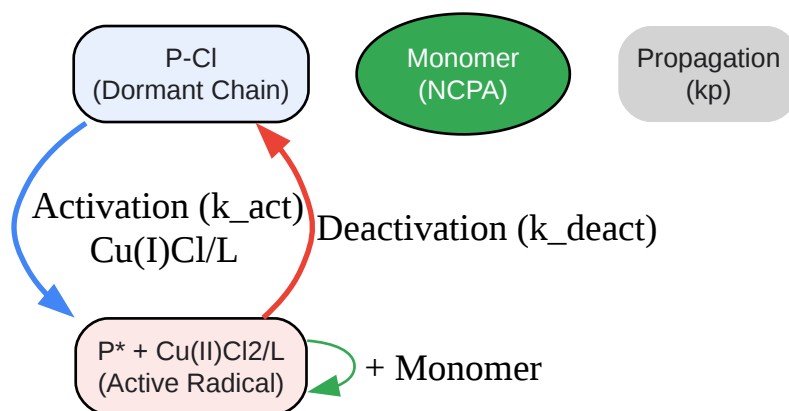 P-Cl
(Dormant Chain)
Monomer
(NCPA)
Propagation
(kp)
Activation (k_act)
Cu(I)Cl/L
Deactivation (k_deact)
P* + Cu(II)Cl2/L
(Active Radical)
+ Monomer